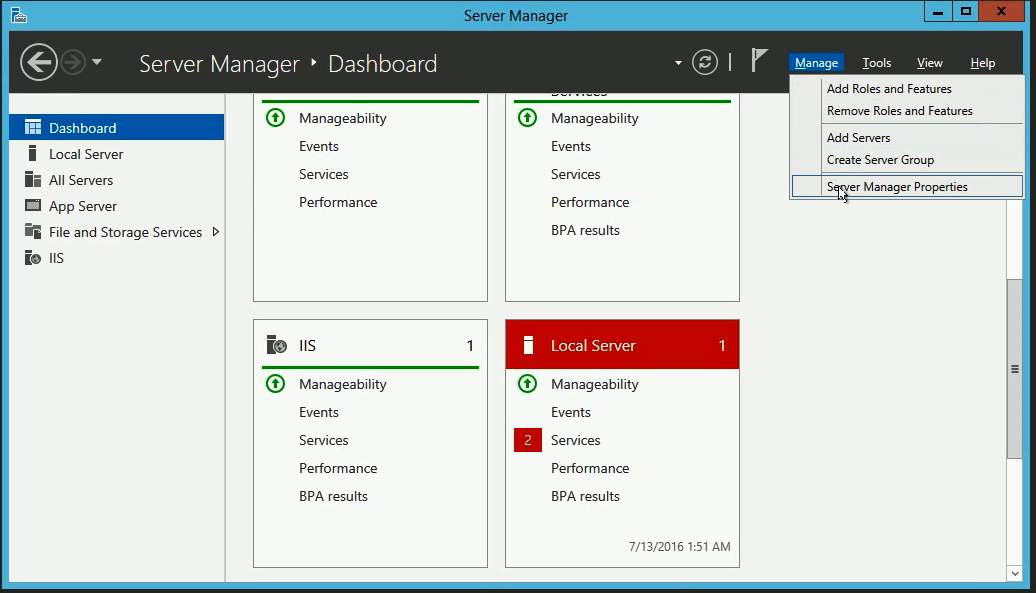 Server Manager
Server Manager • Dashboard
Manage
Tools
View
Help
Add Roles and Features
Remove Roles and Features
Add Servers
Create Server Group
Server Manager Properties
Dashboard
Local Server
All Servers
App Server
File and Storage Services
IIS
Manageability
Events
Services
Performance
Services
Manageability
Events
Services
Performance
BPA results
IIS 1
Manageability
Events
Services
Performance
BPA results
Local Server 1
Manageability
Events
2 Services
Performance
BPA results
7/13/2016 1:51 AM